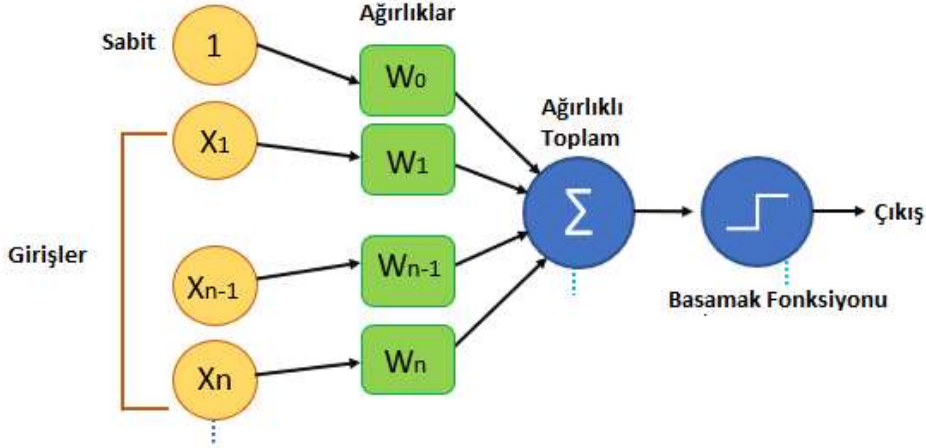 Ağırlıklar
Sabit
1
W0
X1
W1
Ağırlıklı
Toplam
Σ
Çıkış
Girişler
Xn-1
Wn-1
Basamak Fonksiyonu
Xn
Wn